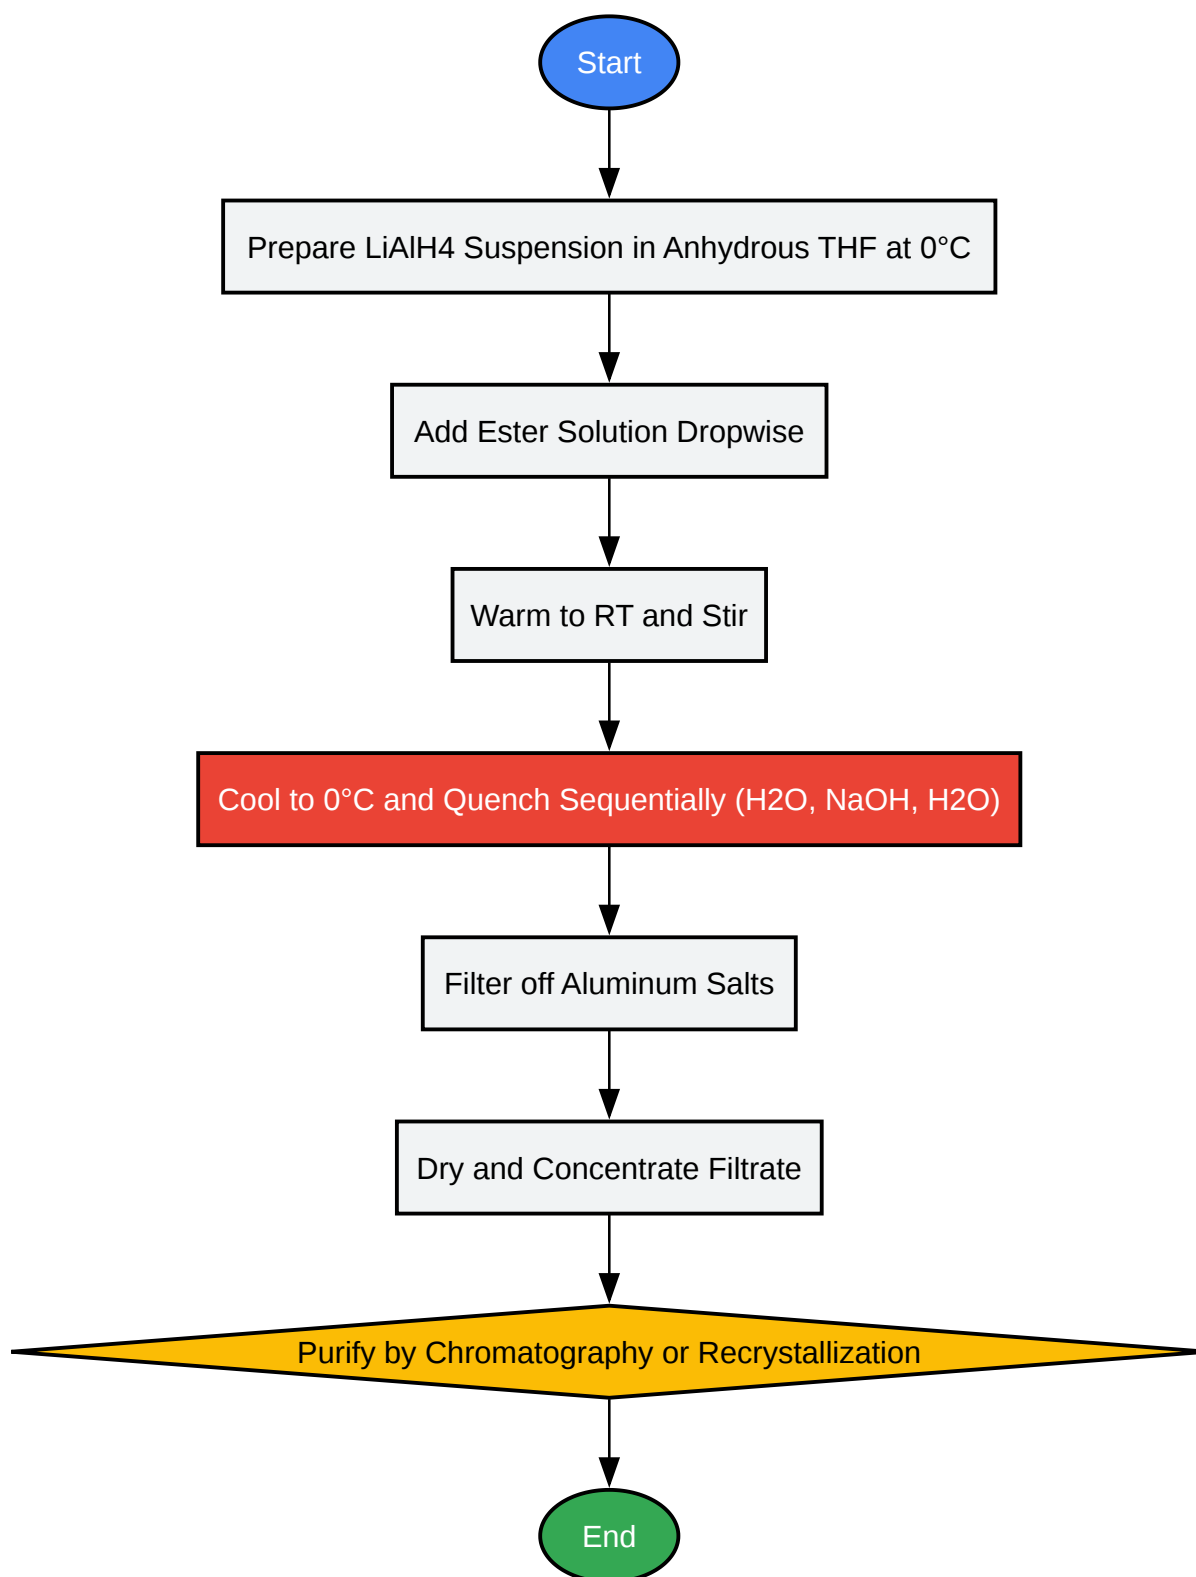 Start
Prepare LiAlH4 Suspension in Anhydrous THF at 0°C
Add Ester Solution Dropwise
Warm to RT and Stir
Cool to 0°C and Quench Sequentially (H2O, NaOH, H2O)
Filter off Aluminum Salts
Dry and Concentrate Filtrate
Purify by Chromatography or Recrystallization
End